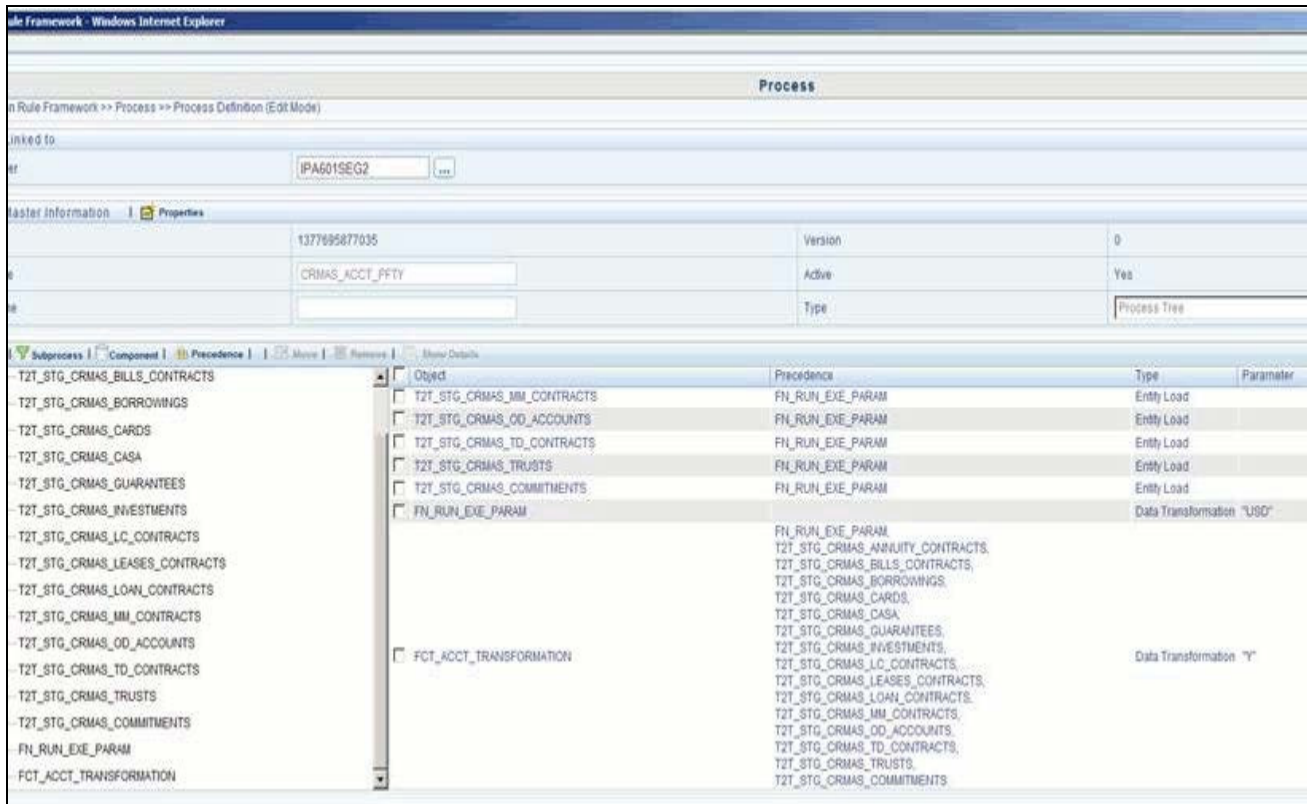 ule Framework - Windows Internet Explorer
Process
n Rule Framework >> Process >> Process Definition (Edit Mode)
Linked to
er
IPA601SEG2
...
Master Information | Properties
1377695877035
Version
0
e
CRMAS_ACCT_PFTY
Active
Yes
ne
Type
Process Tree
| Subprocess | Component | Precedence | | Move | Remove | Show Details
T2T_STG_CRMAS_BILLS_CONTRACTS
T2T_STG_CRMAS_BORROWINGS
T2T_STG_CRMAS_CARDS
T2T_STG_CRMAS_CASA
T2T_STG_CRMAS_GUARANTEES
T2T_STG_CRMAS_INVESTMENTS
T2T_STG_CRMAS_LC_CONTRACTS
T2T_STG_CRMAS_LEASES_CONTRACTS
T2T_STG_CRMAS_LOAN_CONTRACTS
T2T_STG_CRMAS_MM_CONTRACTS
T2T_STG_CRMAS_OD_ACCOUNTS
T2T_STG_CRMAS_TD_CONTRACTS
T2T_STG_CRMAS_TRUSTS
T2T_STG_CRMAS_COMMITMENTS
FN_RUN_EXE_PARAM
FCT_ACCT_TRANSFORMATION
Object Precedence Type Parameter
T2T_STG_CRMAS_MM_CONTRACTS FN_RUN_EXE_PARAM Entity Load
T2T_STG_CRMAS_OD_ACCOUNTS FN_RUN_EXE_PARAM Entity Load
T2T_STG_CRMAS_TD_CONTRACTS FN_RUN_EXE_PARAM Entity Load
T2T_STG_CRMAS_TRUSTS FN_RUN_EXE_PARAM Entity Load
T2T_STG_CRMAS_COMMITMENTS FN_RUN_EXE_PARAM Entity Load
FN_RUN_EXE_PARAM Data Transformation "USD"
FCT_ACCT_TRANSFORMATION
FN_RUN_EXE_PARAM,
T2T_STG_CRMAS_ANNUITY_CONTRACTS,
T2T_STG_CRMAS_BILLS_CONTRACTS,
T2T_STG_CRMAS_BORROWINGS,
T2T_STG_CRMAS_CARDS,
T2T_STG_CRMAS_CASA,
T2T_STG_CRMAS_GUARANTEES,
T2T_STG_CRMAS_INVESTMENTS,
T2T_STG_CRMAS_LC_CONTRACTS,
T2T_STG_CRMAS_LEASES_CONTRACTS,
T2T_STG_CRMAS_LOAN_CONTRACTS,
T2T_STG_CRMAS_MM_CONTRACTS,
T2T_STG_CRMAS_OD_ACCOUNTS,
T2T_STG_CRMAS_TD_CONTRACTS,
T2T_STG_CRMAS_TRUSTS,
T2T_STG_CRMAS_COMMITMENTS
Data Transformation "Y"